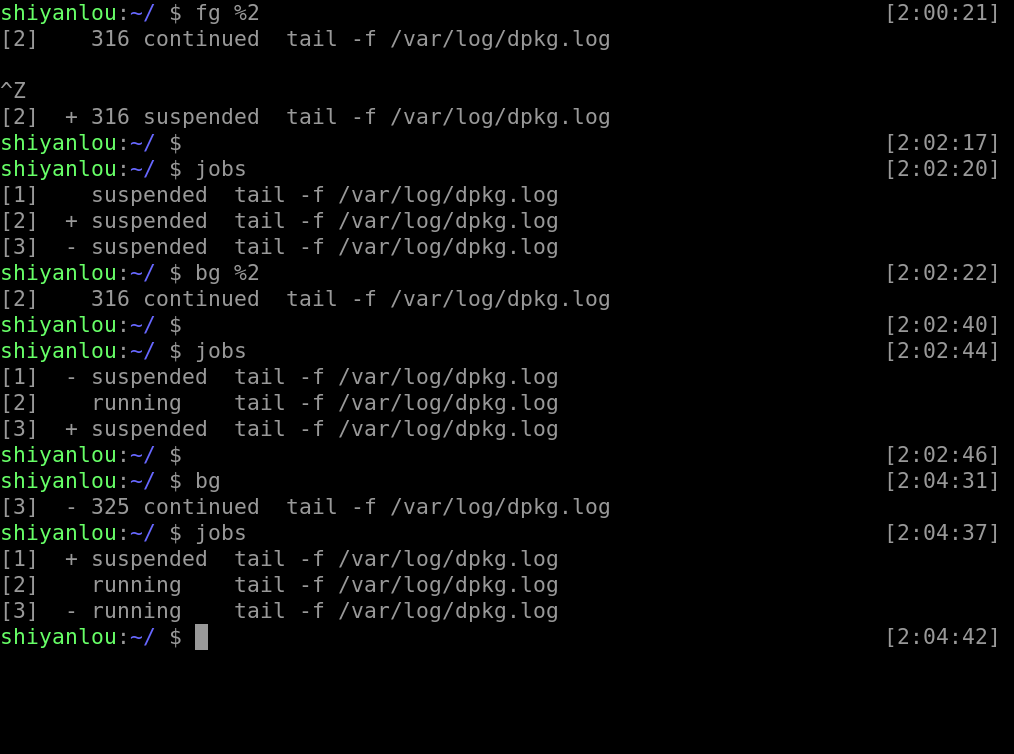 shiyanlou:~/ $ fg %2 [2:00:21]
[2]    316 continued  tail -f /var/log/dpkg.log
^Z
[2]  + 316 suspended  tail -f /var/log/dpkg.log
shiyanlou:~/ $ [2:02:17]
shiyanlou:~/ $ jobs [2:02:20]
[1]    suspended  tail -f /var/log/dpkg.log
[2]  + suspended  tail -f /var/log/dpkg.log
[3]  - suspended  tail -f /var/log/dpkg.log
shiyanlou:~/ $ bg %2 [2:02:22]
[2]    316 continued  tail -f /var/log/dpkg.log
shiyanlou:~/ $ [2:02:40]
shiyanlou:~/ $ jobs [2:02:44]
[1]  - suspended  tail -f /var/log/dpkg.log
[2]    running    tail -f /var/log/dpkg.log
[3]  + suspended  tail -f /var/log/dpkg.log
shiyanlou:~/ $ [2:02:46]
shiyanlou:~/ $ bg [2:04:31]
[3]  - 325 continued  tail -f /var/log/dpkg.log
shiyanlou:~/ $ jobs [2:04:37]
[1]  + suspended  tail -f /var/log/dpkg.log
[2]    running    tail -f /var/log/dpkg.log
[3]  - running    tail -f /var/log/dpkg.log
shiyanlou:~/ $ [2:04:42]